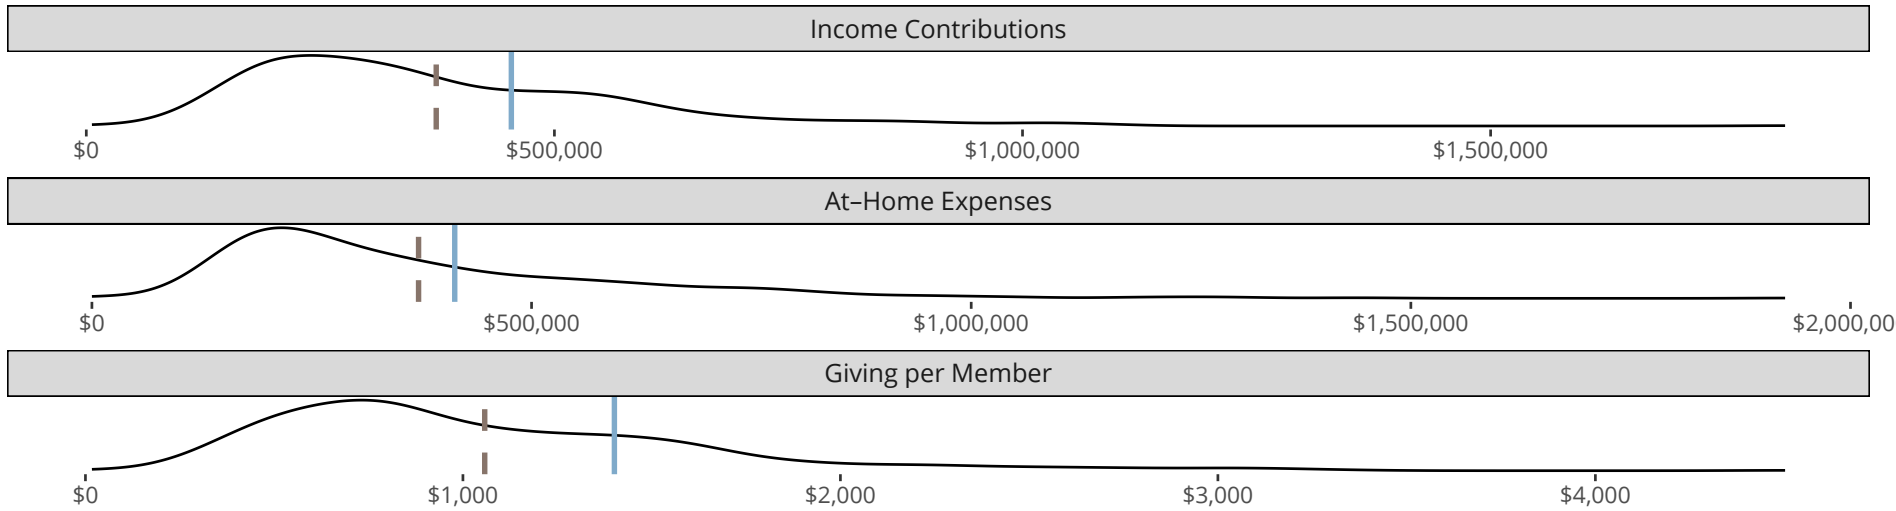 Income Contributions
$0 $500,000 $1,000,000 $1,500,000
At–Home Expenses
$0 $500,000 $1,000,000 $1,500,000 $2,000,00
Giving per Member
$0 $1,000 $2,000 $3,000 $4,000